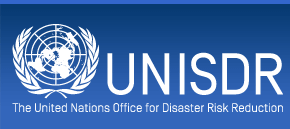 UNISDR
The United Nations Office for Disaster Risk Reduction